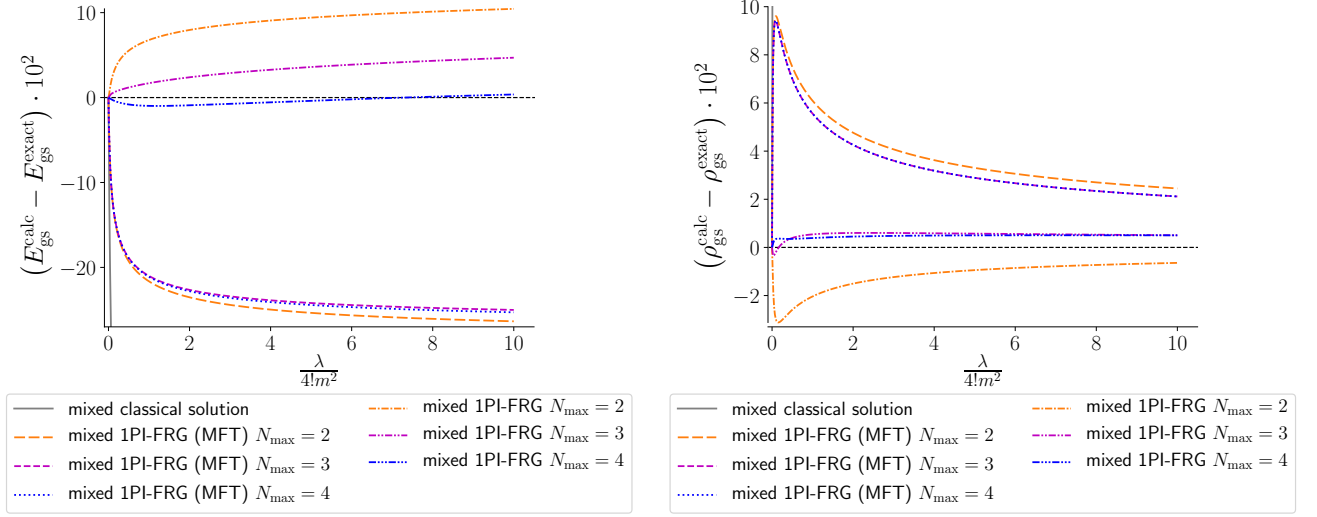 (E_gs^calc − E_gs^exact) · 10^2
10
0
−10
−20
0
2
4
6
8
10
λ / 4!m^2
mixed classical solution
mixed 1PI-FRG (MFT) N_max = 2
mixed 1PI-FRG (MFT) N_max = 3
mixed 1PI-FRG (MFT) N_max = 4
mixed 1PI-FRG N_max = 2
mixed 1PI-FRG N_max = 3
mixed 1PI-FRG N_max = 4
(ρ_gs^calc − ρ_gs^exact) · 10^2
10
8
6
4
2
0
−2
0
2
4
6
8
10
λ / 4!m^2
mixed classical solution
mixed 1PI-FRG (MFT) N_max = 2
mixed 1PI-FRG (MFT) N_max = 3
mixed 1PI-FRG (MFT) N_max = 4
mixed 1PI-FRG N_max = 2
mixed 1PI-FRG N_max = 3
mixed 1PI-FRG N_max = 4